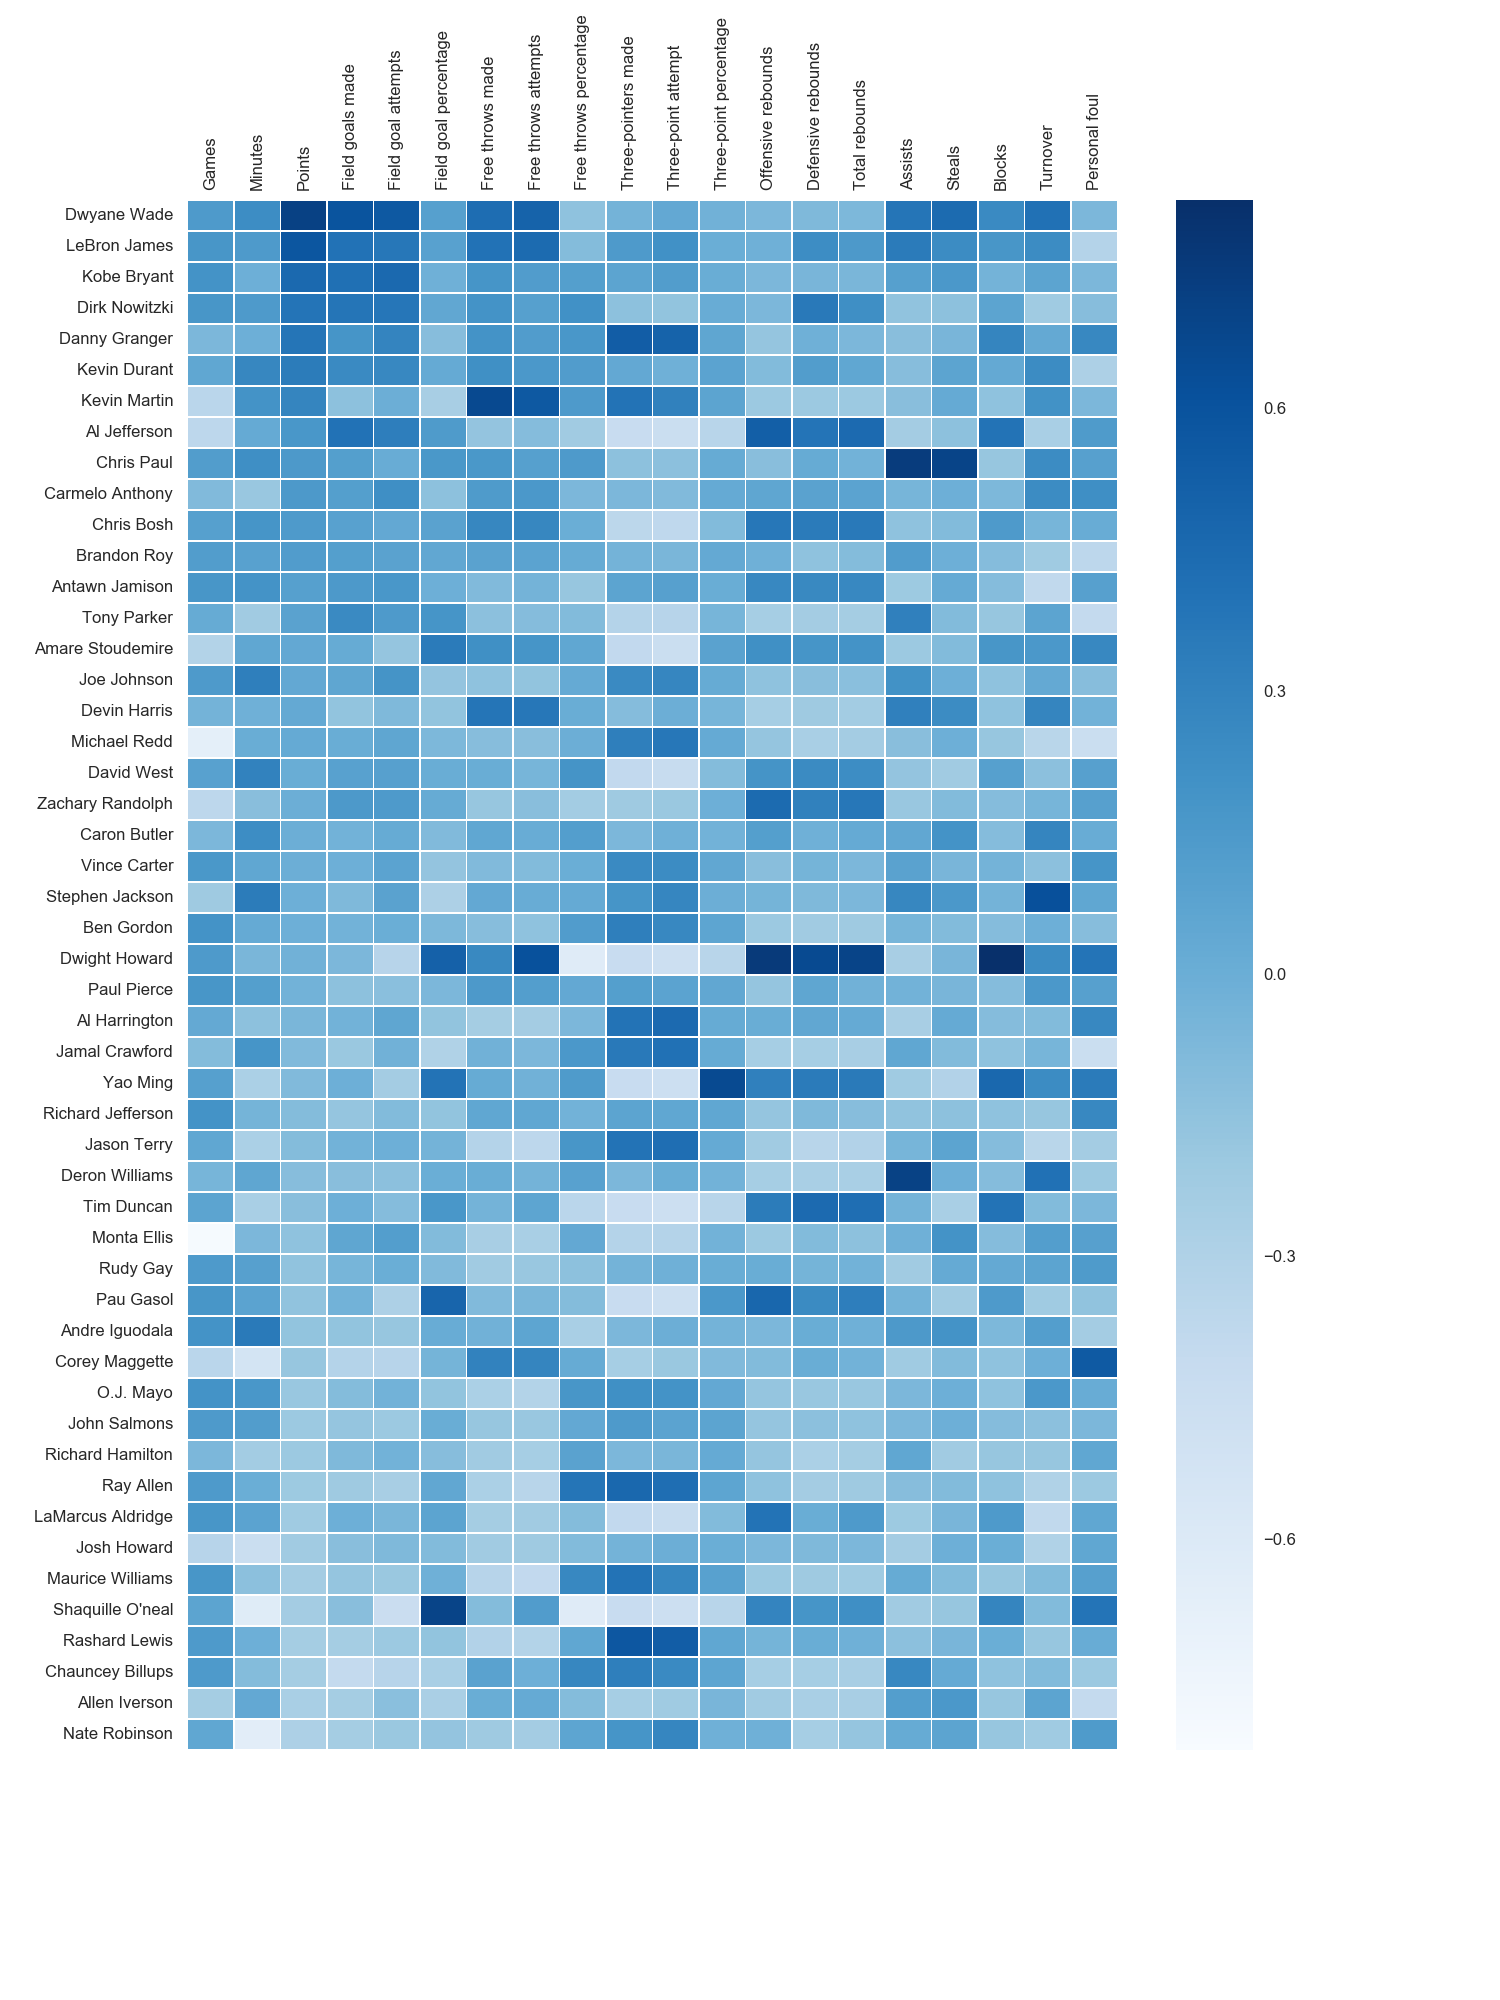 Games
Minutes
Points
Field goals made
Field goal attempts
Field goal percentage
Free throws made
Free throws attempts
Free throws percentage
Three-pointers made
Three-point attempt
Three-point percentage
Offensive rebounds
Defensive rebounds
Total rebounds
Assists
Steals
Blocks
Turnover
Personal foul
Dwyane Wade
LeBron James
Kobe Bryant
Dirk Nowitzki
Danny Granger
Kevin Durant
Kevin Martin
Al Jefferson
Chris Paul
Carmelo Anthony
Chris Bosh
Brandon Roy
Antawn Jamison
Tony Parker
Amare Stoudemire
Joe Johnson
Devin Harris
Michael Redd
David West
Zachary Randolph
Caron Butler
Vince Carter
Stephen Jackson
Ben Gordon
Dwight Howard
Paul Pierce
Al Harrington
Jamal Crawford
Yao Ming
Richard Jefferson
Jason Terry
Deron Williams
Tim Duncan
Monta Ellis
Rudy Gay
Pau Gasol
Andre Iguodala
Corey Maggette
O.J. Mayo
John Salmons
Richard Hamilton
Ray Allen
LaMarcus Aldridge
Josh Howard
Maurice Williams
Shaquille O'neal
Rashard Lewis
Chauncey Billups
Allen Iverson
Nate Robinson
0.6
0.3
0.0
−0.3
−0.6